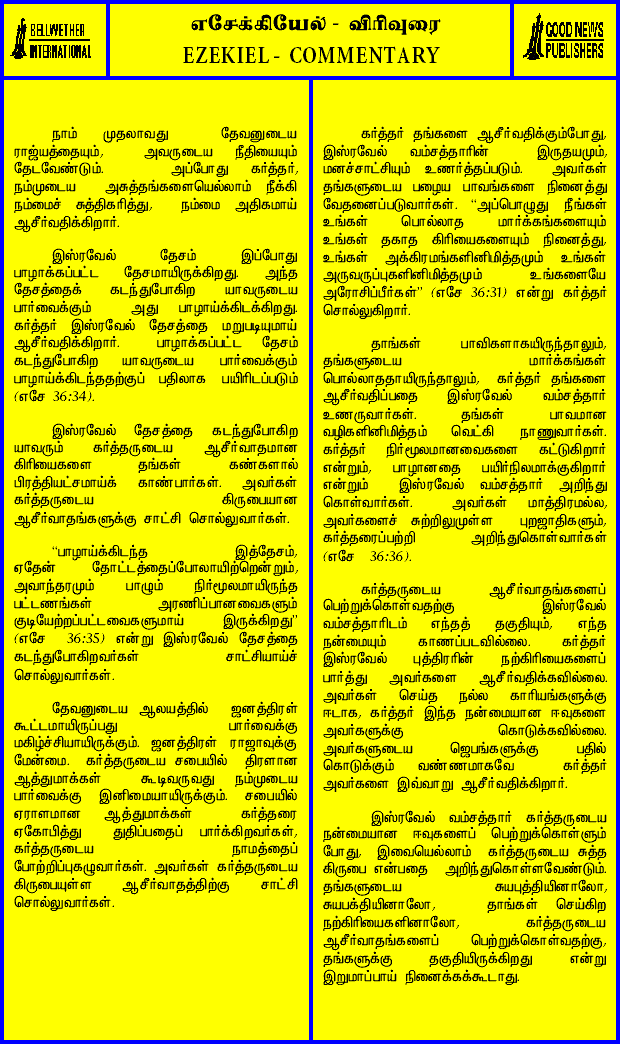 BELLWETHER
INTERNATIONAL
எசேக்கியேல் - விரிவுரை
EZEKIEL - COMMENTARY
GOOD NEWS
PUBLISHERS
நாம் முதலாவது தேவனுடைய
ராஜ்யத்தையும், அவருடைய நீதியையும்
தேடவேண்டும். அப்போது கர்த்தர்,
நம்முடைய அசுத்தங்களையெல்லாம் நீக்கி
நம்மைச் சுத்திகரித்து, நம்மை அதிகமாய்
ஆசீர்வதிக்கிறார்.
இஸ்ரவேல் தேசம் இப்போது
பாழாக்கப்பட்ட தேசமாயிருக்கிறது. அந்த
தேசத்தைக் கடந்துபோகிற யாவருடைய
பார்வைக்கும் அது பாழாய்க்கிடக்கிறது.
கர்த்தர் இஸ்ரவேல் தேசத்தை மறுபடியுமாய்
ஆசீர்வதிக்கிறார். பாழாக்கப்பட்ட தேசம்
கடந்துபோகிற யாவருடைய பார்வைக்கும்
பாழாய்க்கிடந்ததற்குப் பதிலாக பயிரிடப்படும்
(எசே 36:34).
இஸ்ரவேல் தேசத்தை கடந்துபோகிற
யாவரும் கர்த்தருடைய ஆசீர்வாதமான
கிரியைகளை தங்கள் கண்களால்
பிரத்தியட்சமாய்க் காண்பார்கள். அவர்கள்
கர்த்தருடைய கிருபையான
ஆசீர்வாதங்களுக்கு சாட்சி சொல்லுவார்கள்.
“பாழாய்க்கிடந்த இத்தேசம்,
ஏதேன் தோட்டத்தைப்போலாயிற்றென்றும்,
அவாந்தரமும் பாழும் நிர்மூலமாயிருந்த
பட்டணங்கள் அரணிப்பானவைகளும்
குடியேற்றப்பட்டவைகளுமாய் இருக்கிறது”
(எசே 36:35) என்று இஸ்ரவேல் தேசத்தை
கடந்துபோகிறவர்கள் சாட்சியாய்ச்
சொல்லுவார்கள்.
தேவனுடைய ஆலயத்தில் ஜனத்திரள்
கூட்டமாயிருப்பது பார்வைக்கு
மகிழ்ச்சியாயிருக்கும். ஜனத்திரள் ராஜாவுக்கு
மேன்மை. கர்த்தருடைய சபையில் திரளான
ஆத்துமாக்கள் கூடிவருவது நம்முடைய
பார்வைக்கு இனிமையாயிருக்கும். சபையில்
ஏராளமான ஆத்துமாக்கள் கர்த்தரை
ஏகோபித்து துதிப்பதைப் பார்க்கிறவர்கள்,
கர்த்தருடைய நாமத்தைப்
போற்றிப்புகழுவார்கள். அவர்கள் கர்த்தருடைய
கிருபையுள்ள ஆசீர்வாதத்திற்கு சாட்சி
சொல்லுவார்கள்.
கர்த்தர் தங்களை ஆசீர்வதிக்கும்போது,
இஸ்ரவேல் வம்சத்தாரின் இருதயமும்,
மனச்சாட்சியும் உணர்த்தப்படும். அவர்கள்
தங்களுடைய பழைய பாவங்களை நினைத்து
வேதனைப்படுவார்கள். “அப்பொழுது நீங்கள்
உங்கள் பொல்லாத மார்க்கங்களையும்
உங்கள் தகாத கிரியைகளையும் நினைத்து,
உங்கள் அக்கிரமங்களினிமித்தமும் உங்கள்
அருவருப்புகளினிமித்தமும் உங்களையே
அரோசிப்பீர்கள்” (எசே 36:31) என்று கர்த்தர்
சொல்லுகிறார்.
தாங்கள் பாவிகளாகயிருந்தாலும்,
தங்களுடைய மார்க்கங்கள்
பொல்லாததாயிருந்தாலும், கர்த்தர் தங்களை
ஆசீர்வதிப்பதை இஸ்ரவேல் வம்சத்தார்
உணருவார்கள். தங்கள் பாவமான
வழிகளினிமித்தம் வெட்கி நாணுவார்கள்.
கர்த்தர் நிர்மூலமானவைகளை கட்டுகிறார்
என்றும், பாழானதை பயிர்நிலமாக்குகிறார்
என்றும் இஸ்ரவேல் வம்சத்தார் அறிந்து
கொள்வார்கள். அவர்கள் மாத்திரமல்ல,
அவர்களைச் சுற்றிலுமுள்ள புறஜாதிகளும்,
கர்த்தரைப்பற்றி அறிந்துகொள்வார்கள்
(எசே 36:36).
கர்த்தருடைய ஆசீர்வாதங்களைப்
பெற்றுக்கொள்வதற்கு இஸ்ரவேல்
வம்சத்தாரிடம் எந்தத் தகுதியும், எந்த
நன்மையும் காணப்படவில்லை. கர்த்தர்
இஸ்ரவேல் புத்திரரின் நற்கிரியைகளைப்
பார்த்து அவர்களை ஆசீர்வதிக்கவில்லை.
அவர்கள் செய்த நல்ல காரியங்களுக்கு
ஈடாக, கர்த்தர் இந்த நன்மையான ஈவுகளை
அவர்களுக்கு கொடுக்கவில்லை.
அவர்களுடைய ஜெபங்களுக்கு பதில்
கொடுக்கும் வண்ணமாகவே கர்த்தர்
அவர்களை இவ்வாறு ஆசீர்வதிக்கிறார்.
இஸ்ரவேல் வம்சத்தார் கர்த்தருடைய
நன்மையான ஈவுகளைப் பெற்றுக்கொள்ளும்
போது, இவையெல்லாம் கர்த்தருடைய சுத்த
கிருபை என்பதை அறிந்துகொள்ளவேண்டும்.
தங்களுடைய சுயபுத்தியினாலோ,
சுயபக்தியினாலோ, தாங்கள் செய்கிற
நற்கிரியைகளினாலோ, கர்த்தருடைய
ஆசீர்வாதங்களைப் பெற்றுக்கொள்வதற்கு,
தங்களுக்கு தகுதியிருக்கிறது என்று
இறுமாப்பாய் நினைக்கக்கூடாது.